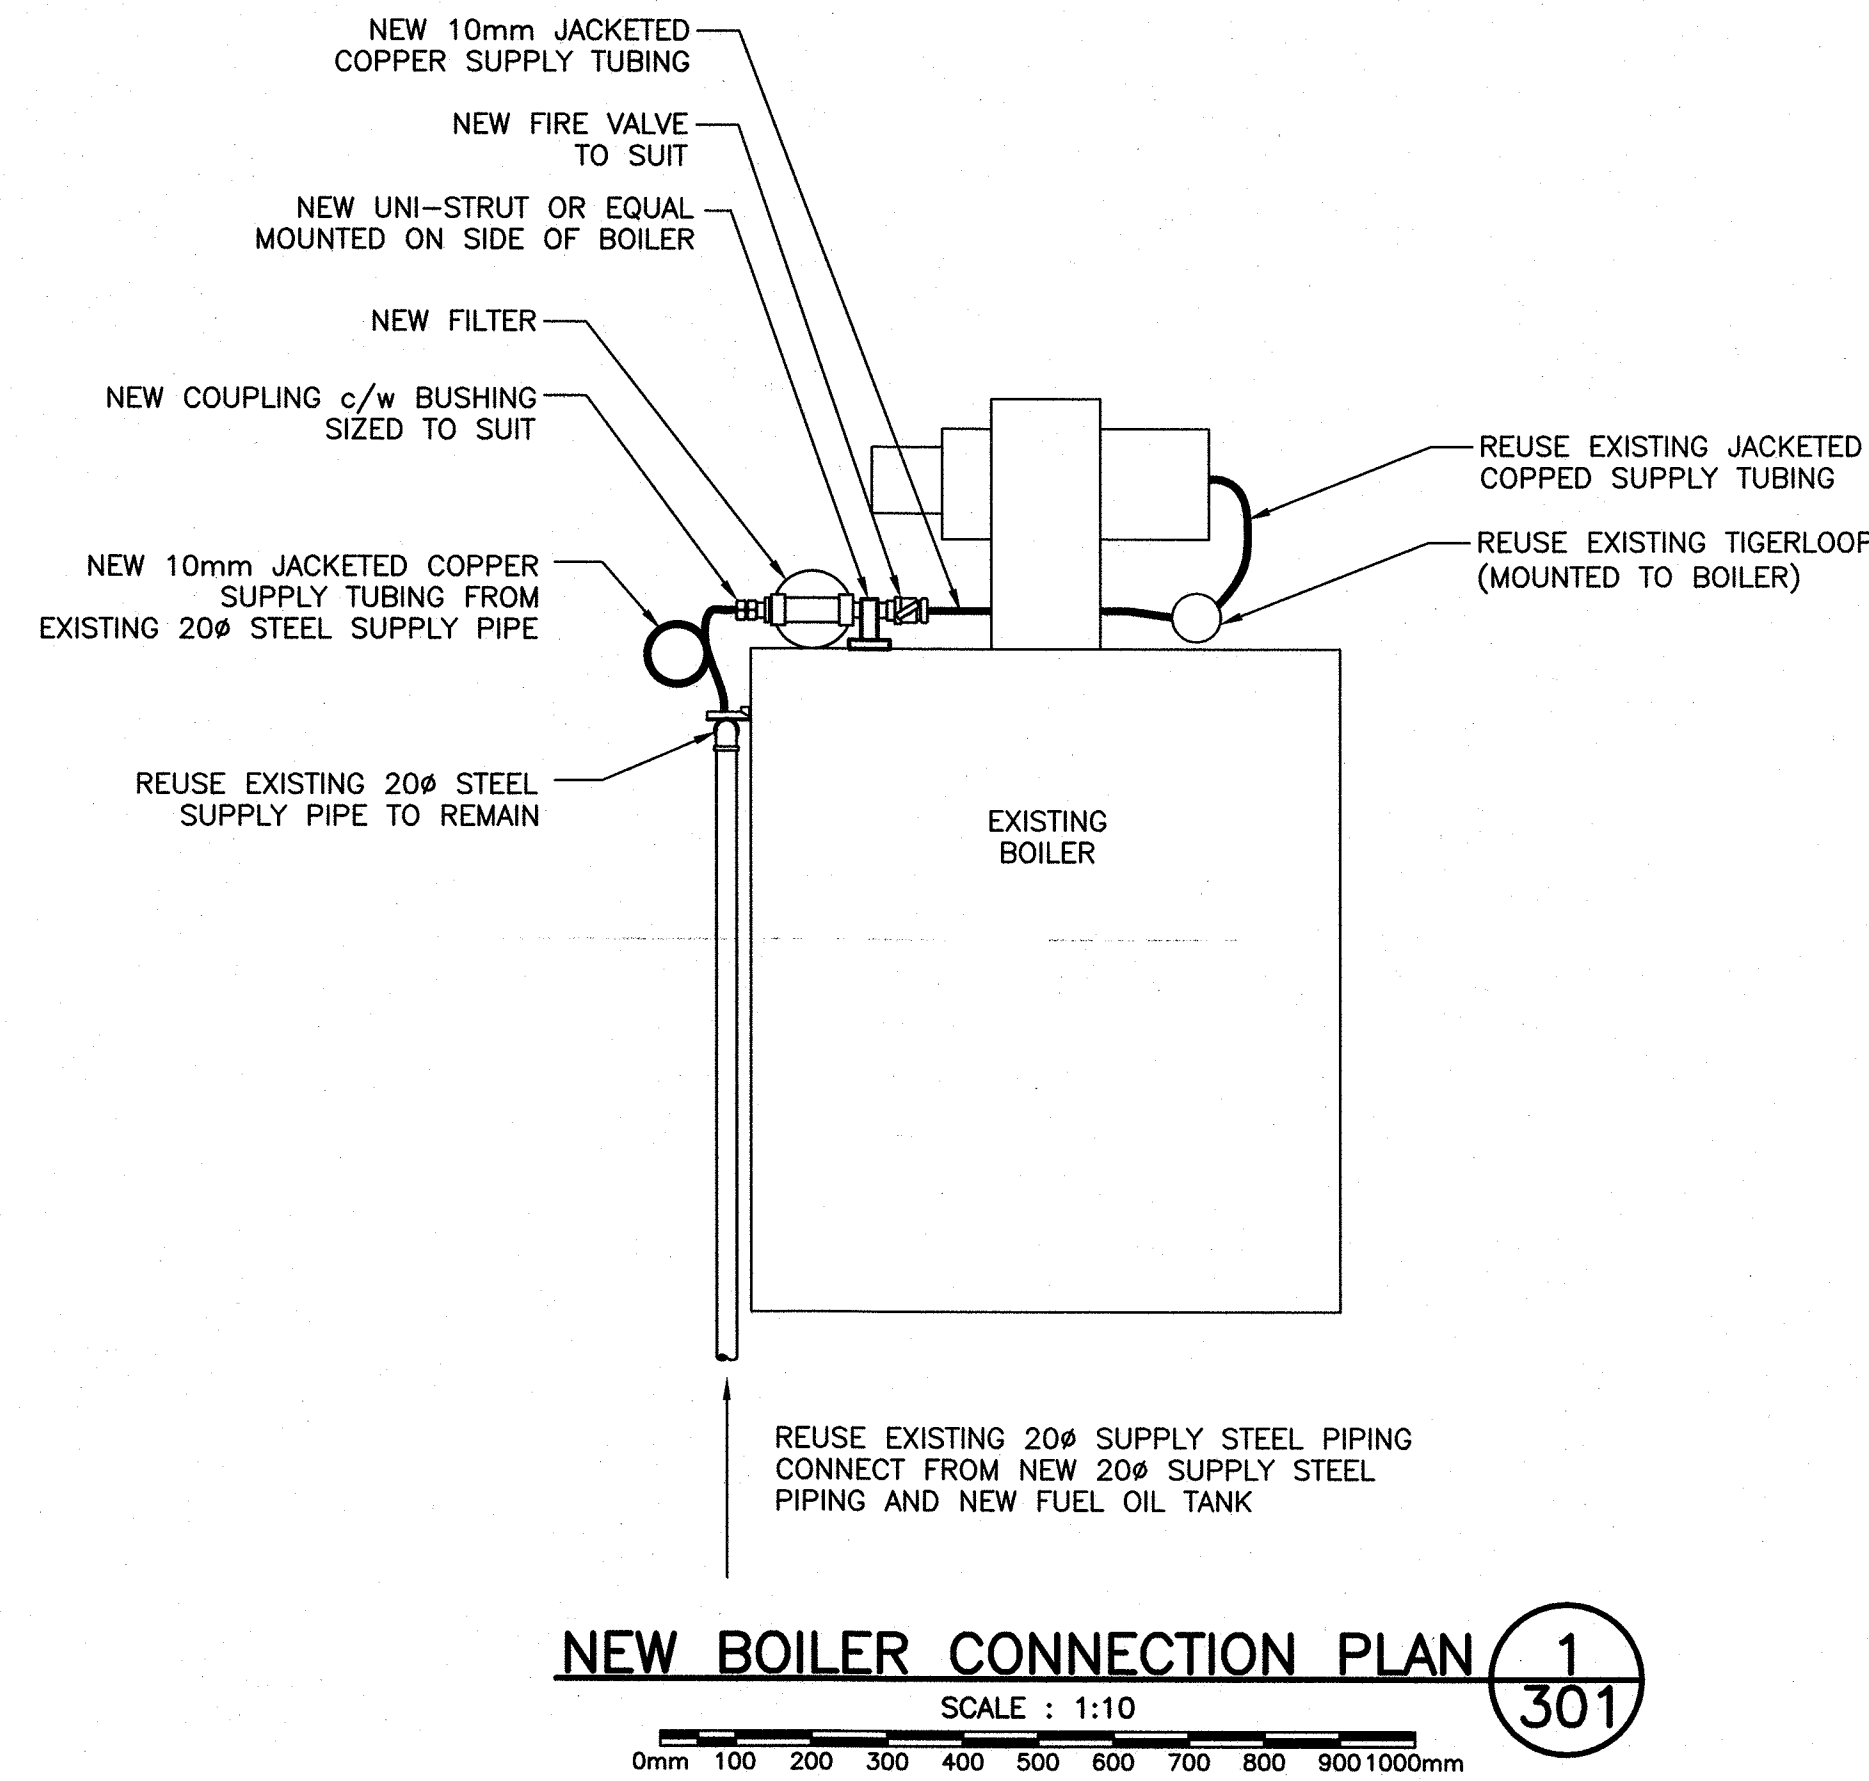 NEW 10mm JACKETED
COPPER SUPPLY TUBING
NEW FIRE VALVE
TO SUIT
NEW UNI-STRUT OR EQUAL
MOUNTED ON SIDE OF BOILER
NEW FILTER
NEW COUPLING c/w BUSHING
SIZED TO SUIT
NEW 10mm JACKETED COPPER
SUPPLY TUBING FROM
EXISTING 20ø STEEL SUPPLY PIPE
REUSE EXISTING 20ø STEEL
SUPPLY PIPE TO REMAIN
REUSE EXISTING JACKETED
COPPED SUPPLY TUBING
REUSE EXISTING TIGERLOOP
(MOUNTED TO BOILER)
EXISTING
BOILER
REUSE EXISTING 20ø SUPPLY STEEL PIPING
CONNECT FROM NEW 20ø SUPPLY STEEL
PIPING AND NEW FUEL OIL TANK
NEW BOILER CONNECTION PLAN
1
301
SCALE : 1:10
0mm 100 200 300 400 500 600 700 800 900 1000mm